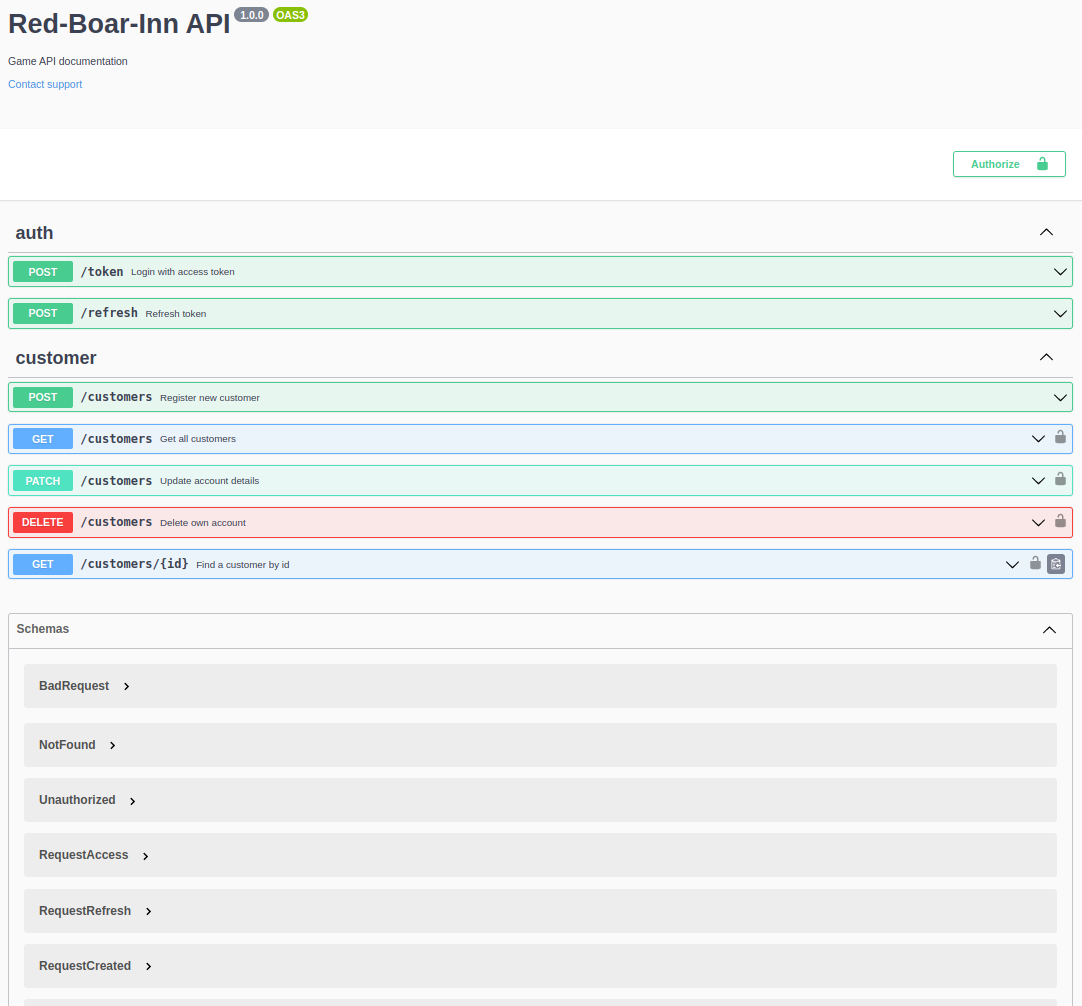 Red-Boar-Inn API 1.0.0 OAS3
Game API documentation
Contact support
Authorize
auth
POST /token Login with access token
POST /refresh Refresh token
customer
POST /customers Register new customer
GET /customers Get all customers
PATCH /customers Update account details
DELETE /customers Delete own account
GET /customers/{id} Find a customer by id
Schemas
BadRequest
NotFound
Unauthorized
RequestAccess
RequestRefresh
RequestCreated